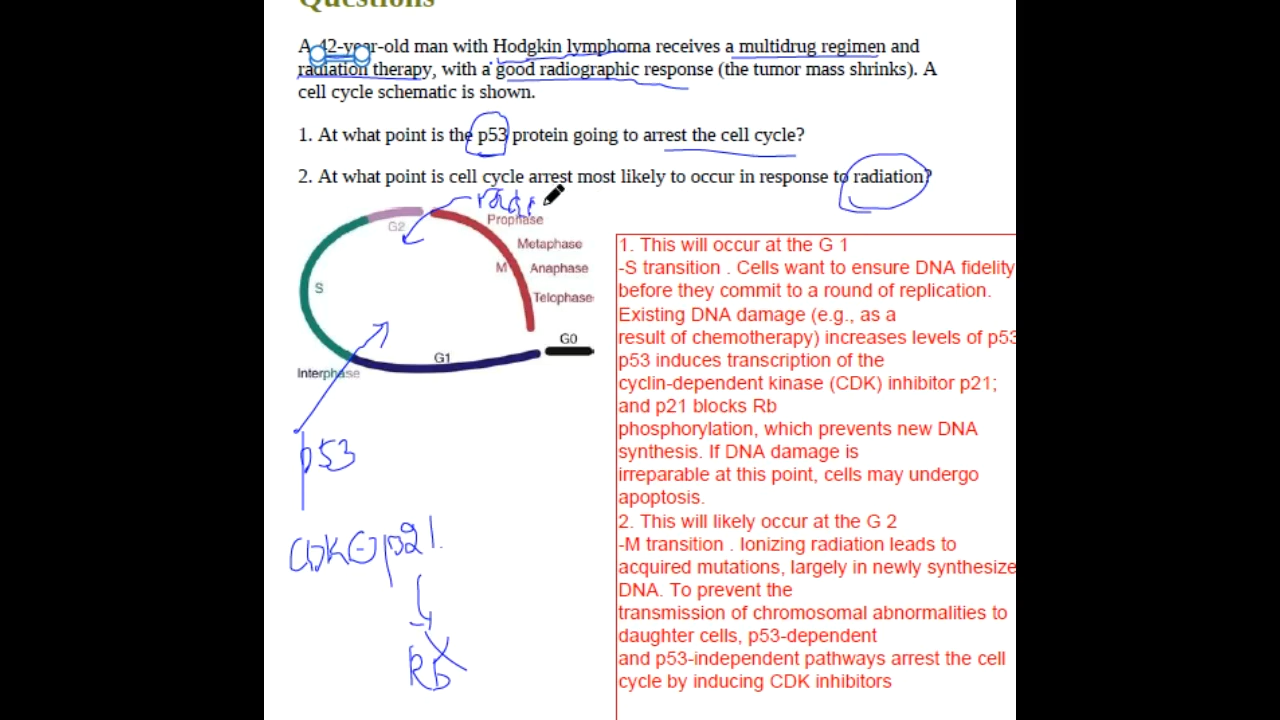 Questions
A 42-year-old man with Hodgkin lymphoma receives a multidrug regimen and
radiation therapy, with a good radiographic response (the tumor mass shrinks). A
cell cycle schematic is shown.
1. At what point is the p53 protein going to arrest the cell cycle?
2. At what point is cell cycle arrest most likely to occur in response to radiation?
radi
G2
Prophase
Metaphase
M
Anaphase
Telophase
S
G0
G1
Interphase
p53
CDK⊖p21
Rb
1. This will occur at the G 1
-S transition . Cells want to ensure DNA fidelity
before they commit to a round of replication.
Existing DNA damage (e.g., as a
result of chemotherapy) increases levels of p53
p53 induces transcription of the
cyclin-dependent kinase (CDK) inhibitor p21;
and p21 blocks Rb
phosphorylation, which prevents new DNA
synthesis. If DNA damage is
irreparable at this point, cells may undergo
apoptosis.
2. This will likely occur at the G 2
-M transition . Ionizing radiation leads to
acquired mutations, largely in newly synthesize
DNA. To prevent the
transmission of chromosomal abnormalities to
daughter cells, p53-dependent
and p53-independent pathways arrest the cell
cycle by inducing CDK inhibitors